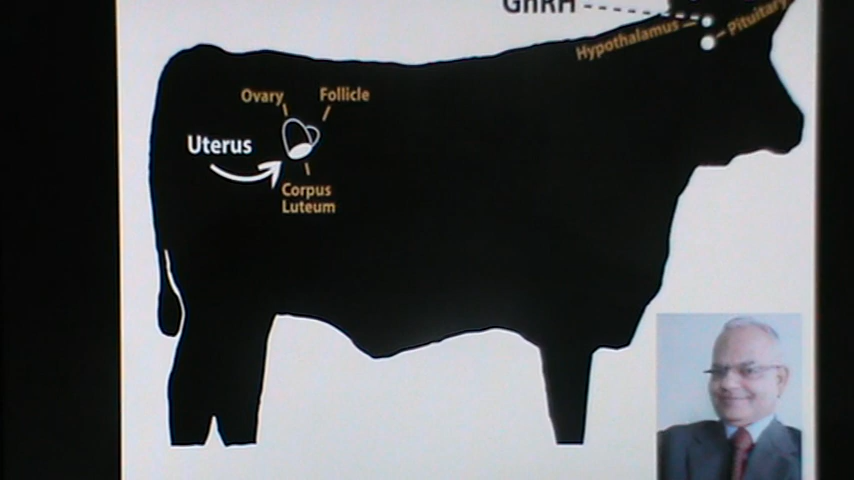 GnRH
Hypothalamus
Pituitary
Ovary
Follicle
Uterus
Corpus
Luteum